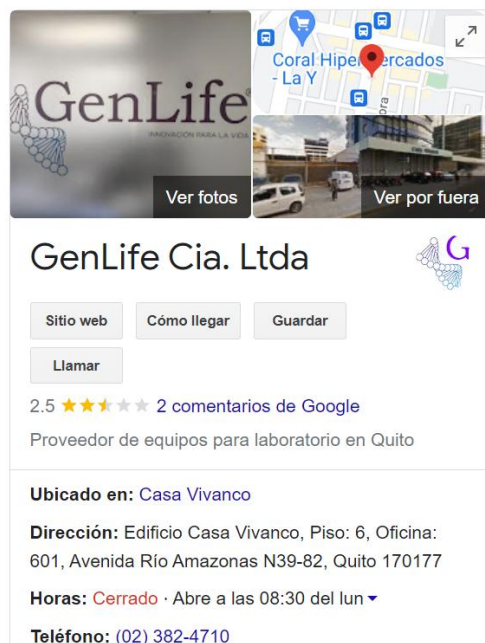 GenLife
INNOVACIÓN PARA LA VIDA
Coral Hipermercados
- La Y
Ver fotos
Ver por fuera
GenLife Cia. Ltda
G
Sitio web
Cómo llegar
Guardar
Llamar
2.5 2 comentarios de Google
Proveedor de equipos para laboratorio en Quito
Ubicado en: Casa Vivanco
Dirección: Edificio Casa Vivanco, Piso: 6, Oficina:
601, Avenida Río Amazonas N39-82, Quito 170177
Horas: Cerrado · Abre a las 08:30 del lun
Teléfono: (02) 382-4710